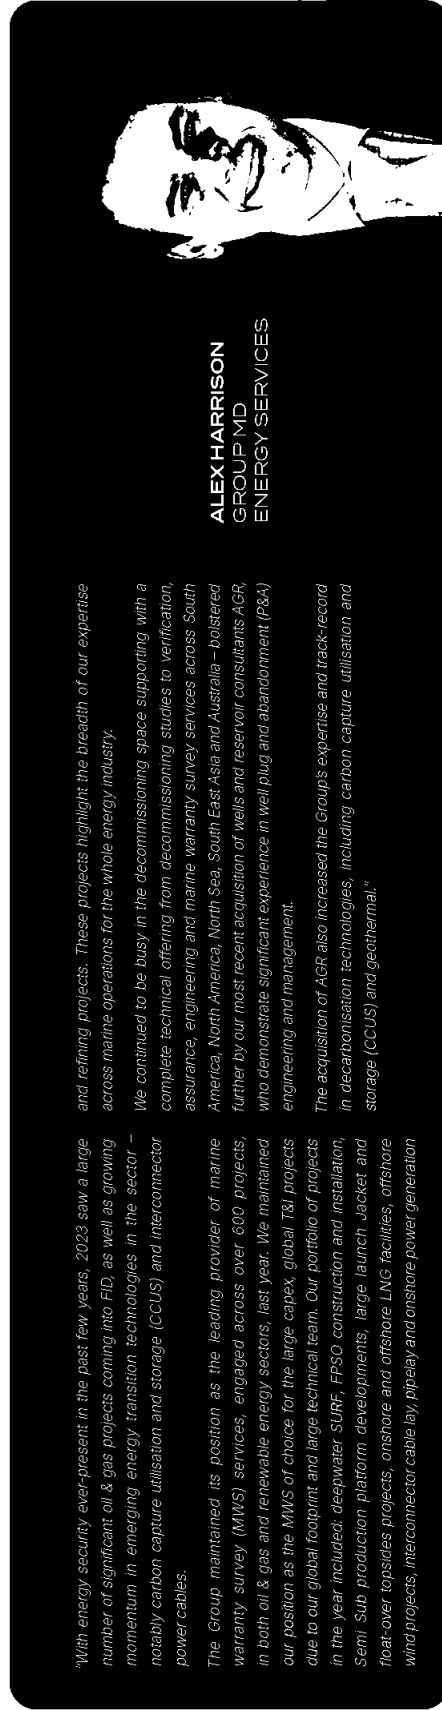 "With energy security ever-present in the past few years, 2023 saw a large
number of significant oil & gas projects coming into FID, as well as growing
momentum in emerging energy transition technologies in the sector –
notably carbon capture utilisation and storage (CCUS) and interconnector
power cables.
The Group maintained its position as the leading provider of marine
warranty survey (MWS) services, engaged across over 600 projects,
in both oil & gas and renewable energy sectors, last year. We maintained
our position as the MWS of choice for the large capex, global T&I projects
due to our global footprint and large technical team. Our portfolio of projects
in the year included: deepwater SURF, FPSO construction and installation,
Semi Sub production platform developments, large launch Jacket and
float-over topsides projects, onshore and offshore LNG facilities, offshore
wind projects, interconnector cable lay, pipelay and onshore power generation
and refining projects. These projects highlight the breadth of our expertise
across marine operations for the whole energy industry.
We continued to be busy in the decommissioning space supporting with a
complete technical offering from decommissioning studies to verification,
assurance, engineering and marine warranty survey services across South
America, North America, North Sea, South East Asia and Australia – bolstered
further by our most recent acquisition of wells and reservoir consultants AGR,
who demonstrate significant experience in well plug and abandonment (P&A)
engineering and management.
The acquisition of AGR also increased the Group's expertise and track-record
in decarbonisation technologies, including carbon capture utilisation and
storage (CCUS) and geothermal."
ALEX HARRISON
GROUP MD
ENERGY SERVICES